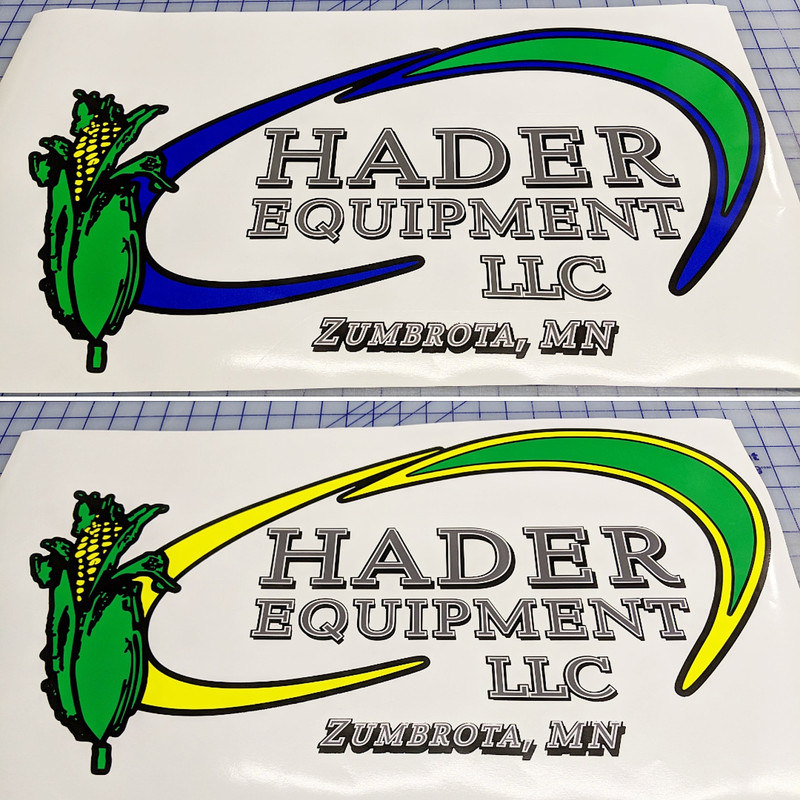 HADER
EQUIPMENT
LLC
ZUMBROTA, MN
HADER
EQUIPMENT
LLC
ZUMBROTA, MN